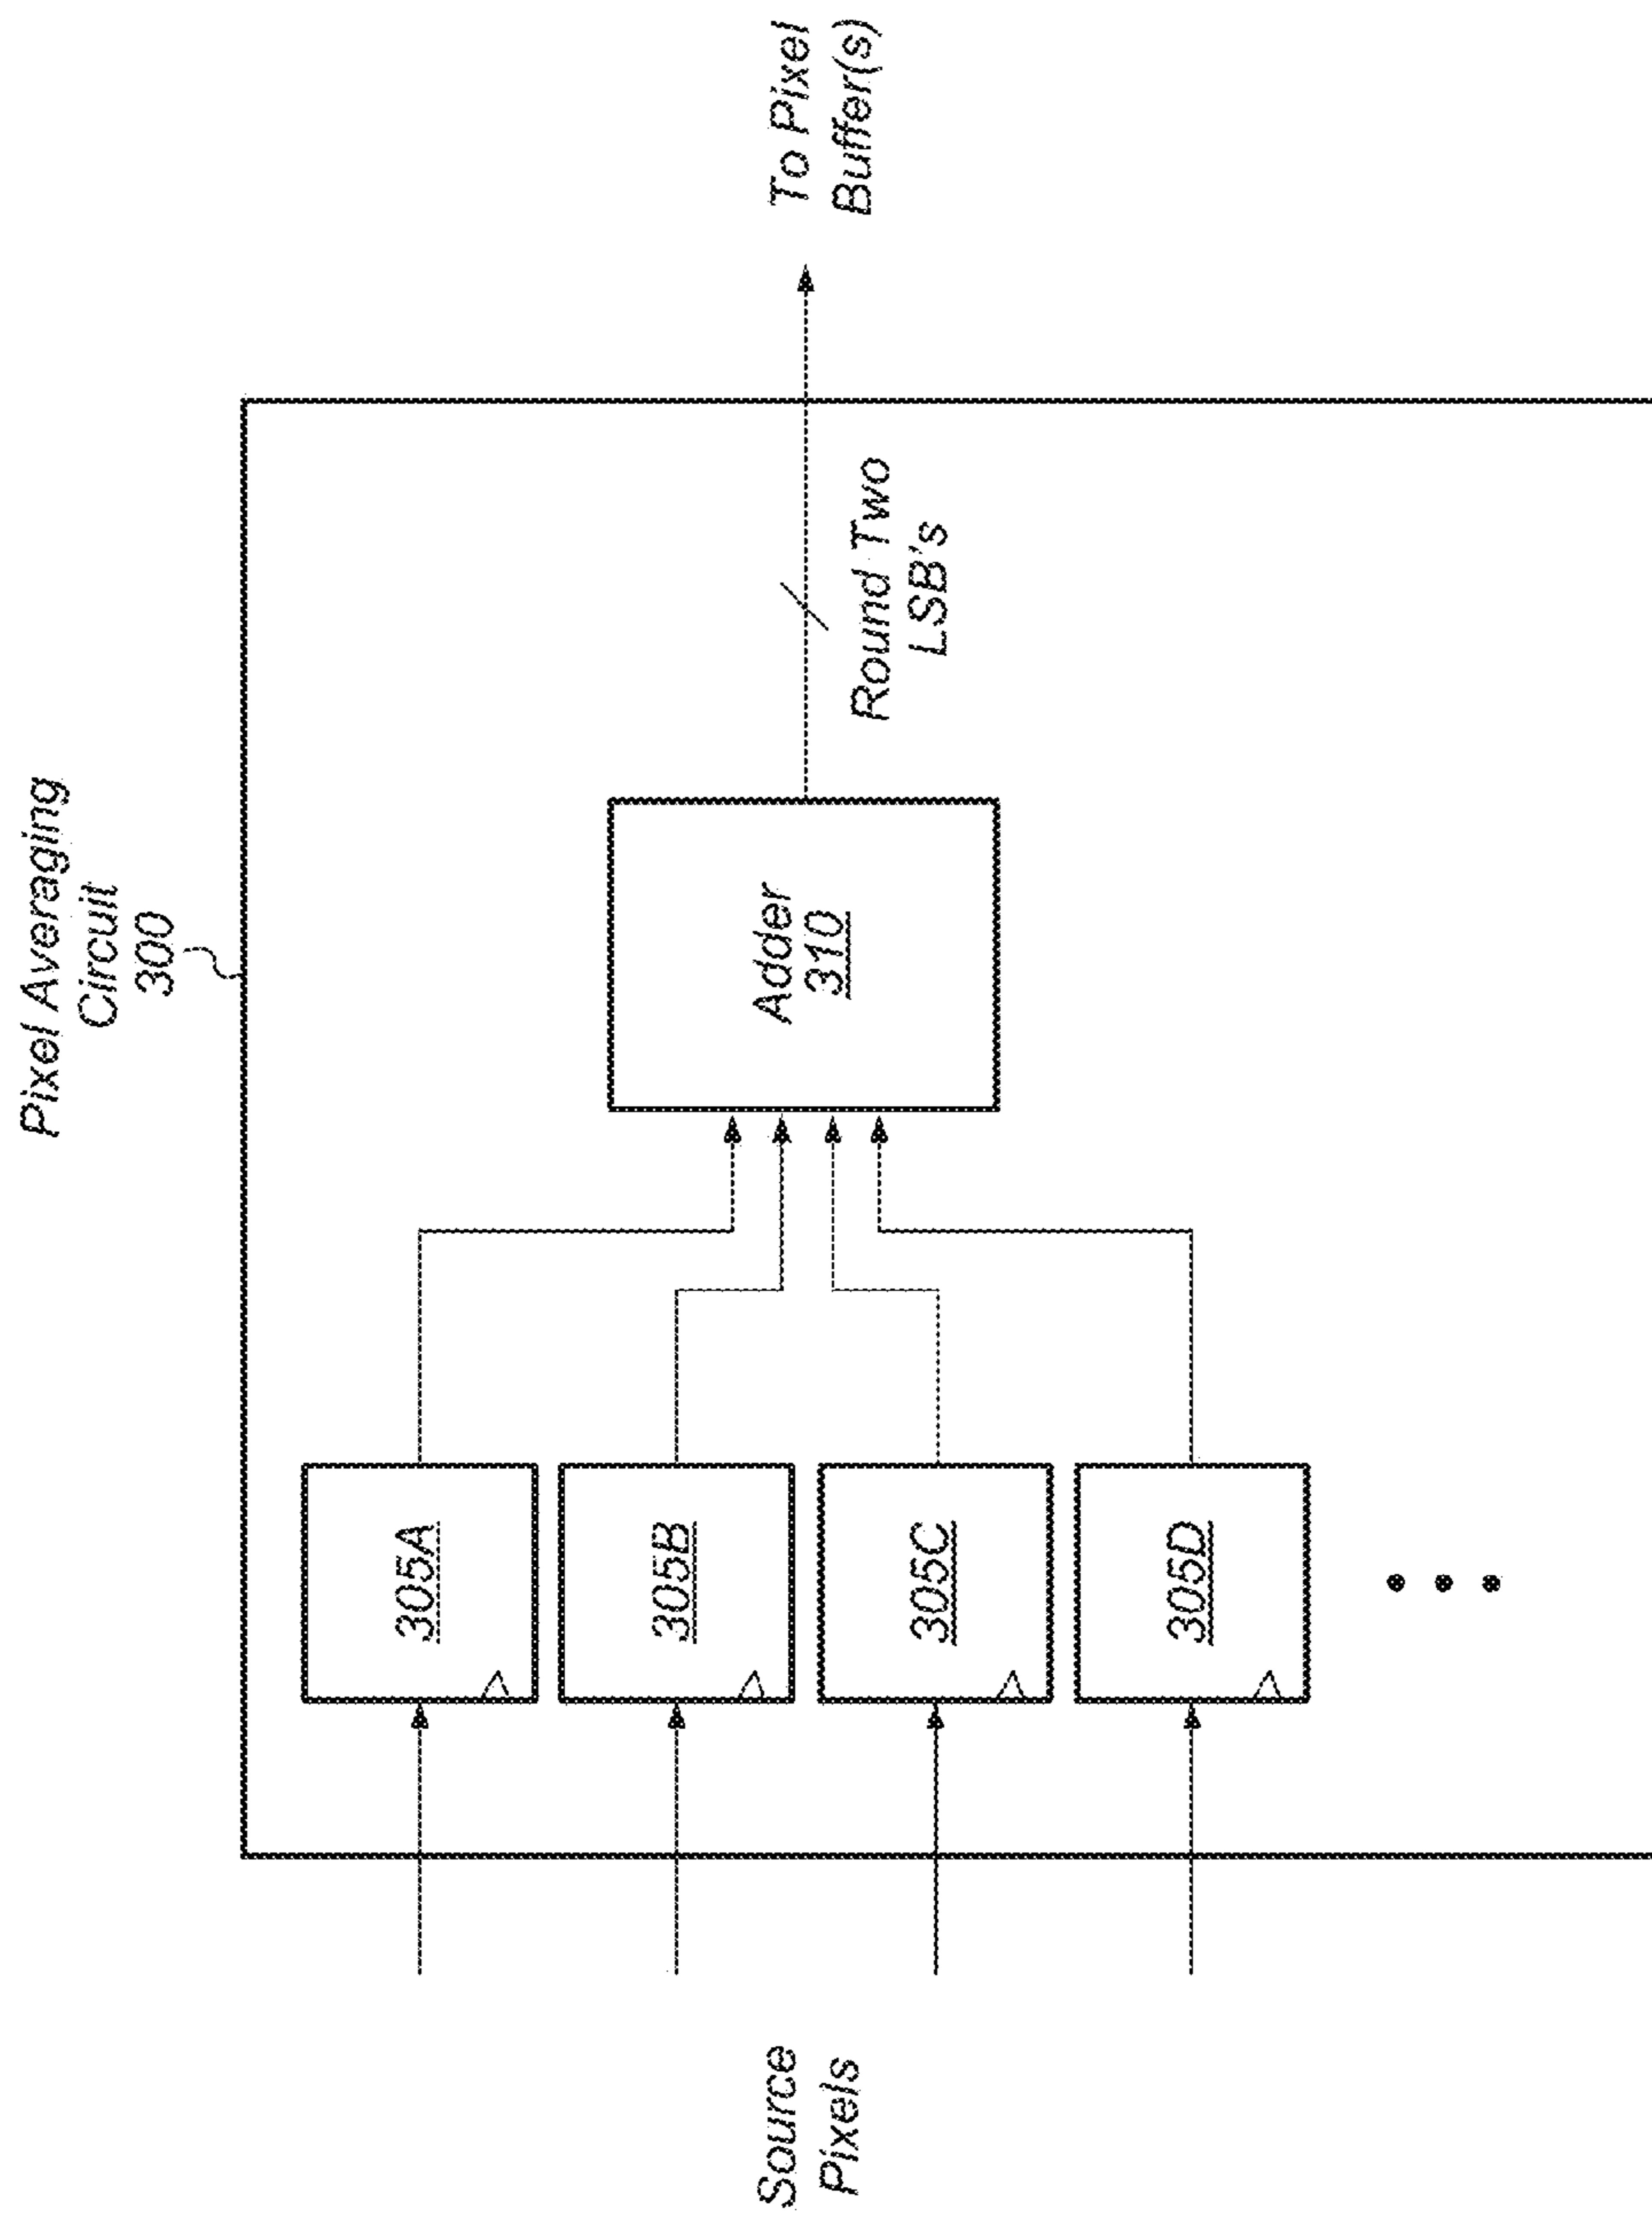 Pixel Averaging
Circuit
300
Source
Pixels
305A
305B
305C
305D
Adder
310
Round Two
LSB's
To Pixel
Buffer(s)